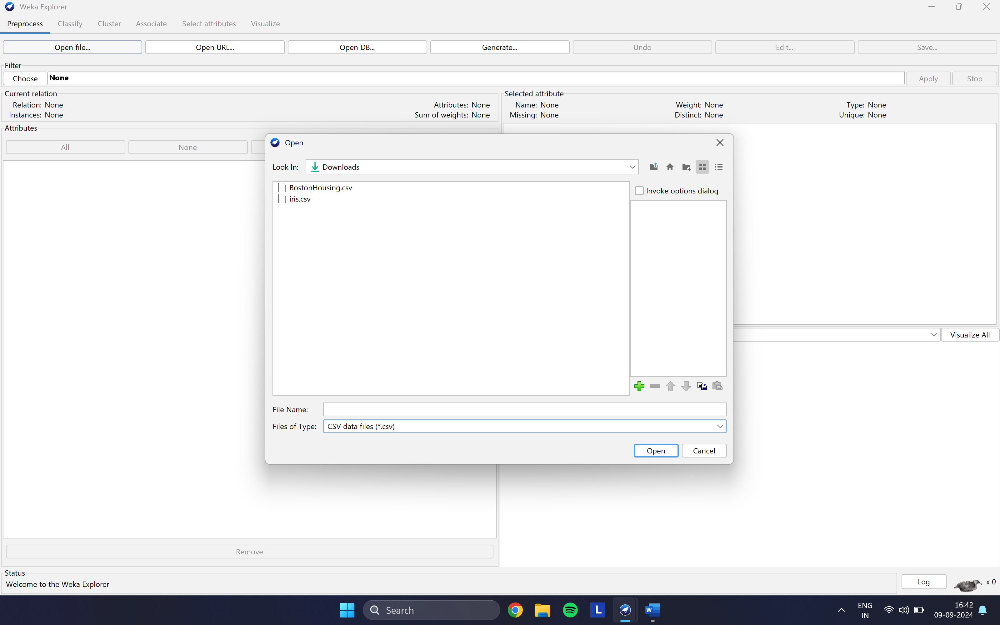 Weka Explorer
Preprocess Classify Cluster Associate Select attributes Visualize
Open file... Open URL... Open DB... Generate... Undo Edit... Save...
Filter
Choose None Apply Stop
Current relation
Relation: None Attributes: None
Instances: None Sum of weights: None
Selected attribute
Name: None Weight: None Type: None
Missing: None Distinct: None Unique: None
Attributes
All None
Open
Look In: Downloads
BostonHousing.csv
iris.csv
Invoke options dialog
File Name:
Files of Type: CSV data files (*.csv)
Open Cancel
Visualize All
Remove
Status
Welcome to the Weka Explorer
Log x 0
Search
L
W
ENG
IN
16:42
09-09-2024